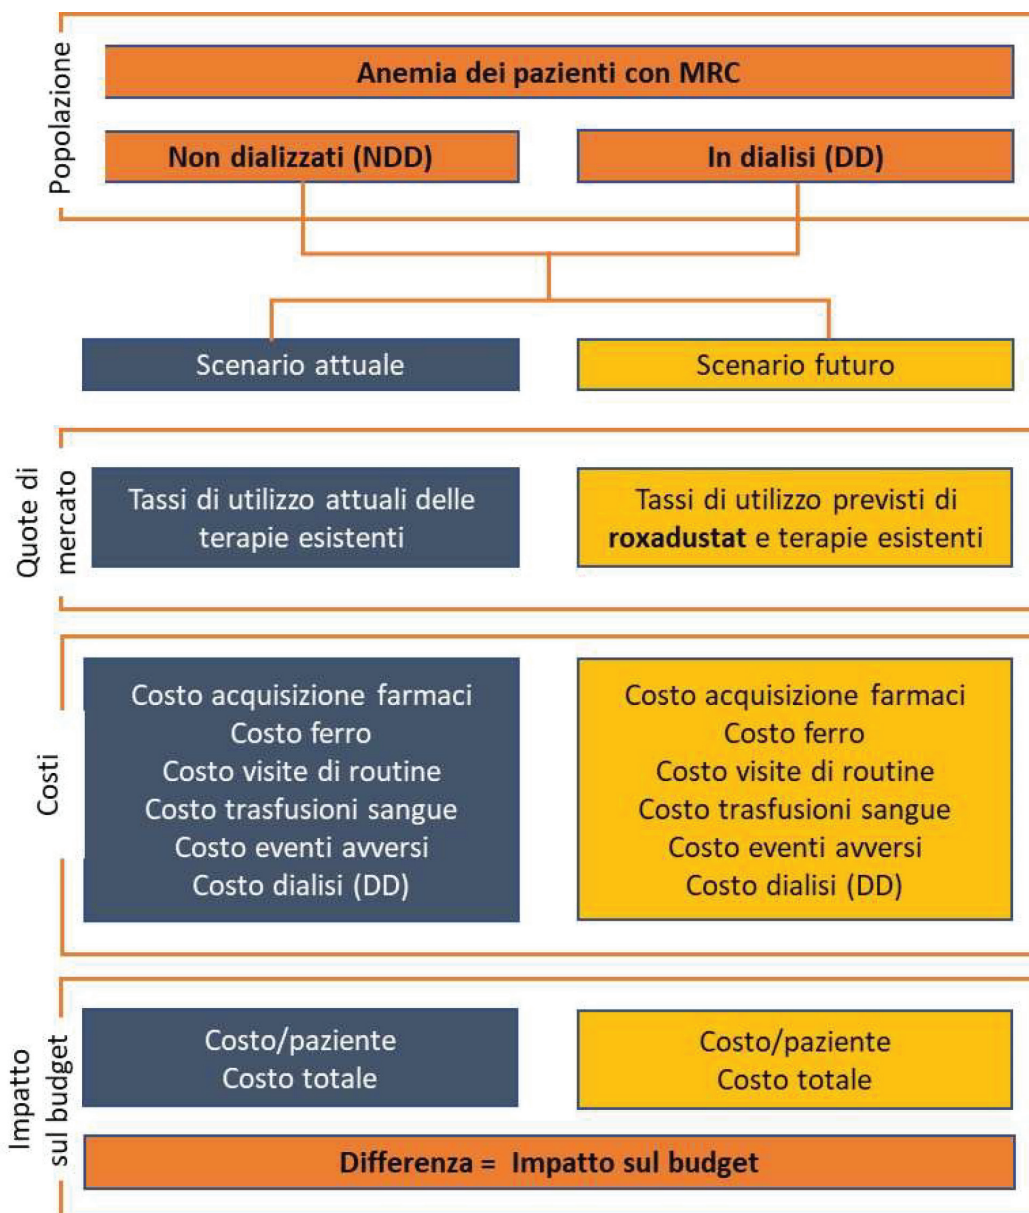 Popolazione
Anemia dei pazienti con MRC
Non dializzati (NDD)
In dialisi (DD)
Scenario attuale
Scenario futuro
Quote di
mercato
Tassi di utilizzo attuali delle
terapie esistenti
Tassi di utilizzo previsti di
roxadustat e terapie esistenti
Costi
Costo acquisizione farmaci
Costo ferro
Costo visite di routine
Costo trasfusioni sangue
Costo eventi avversi
Costo dialisi (DD)
Costo acquisizione farmaci
Costo ferro
Costo visite di routine
Costo trasfusioni sangue
Costo eventi avversi
Costo dialisi (DD)
Impatto
sul budget
Costo/paziente
Costo totale
Costo/paziente
Costo totale
Differenza = Impatto sul budget